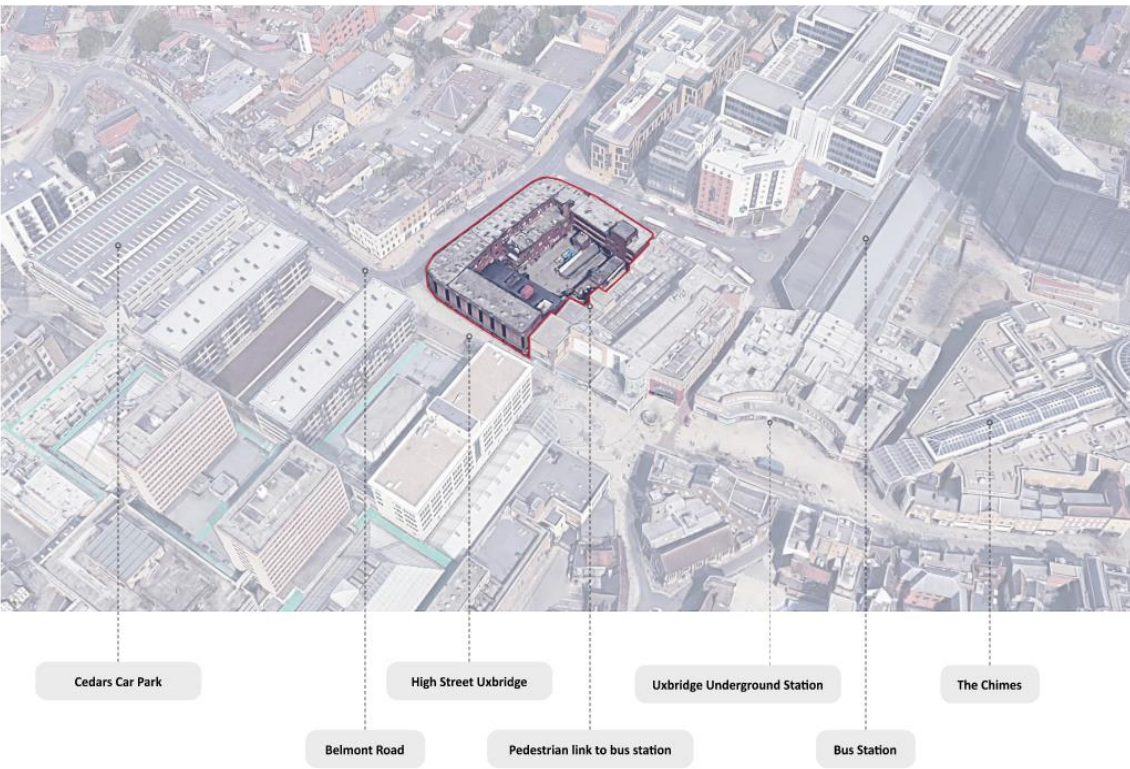 Cedars Car Park
High Street Uxbridge
Uxbridge Underground Station
The Chimes
Belmont Road
Pedestrian link to bus station
Bus Station